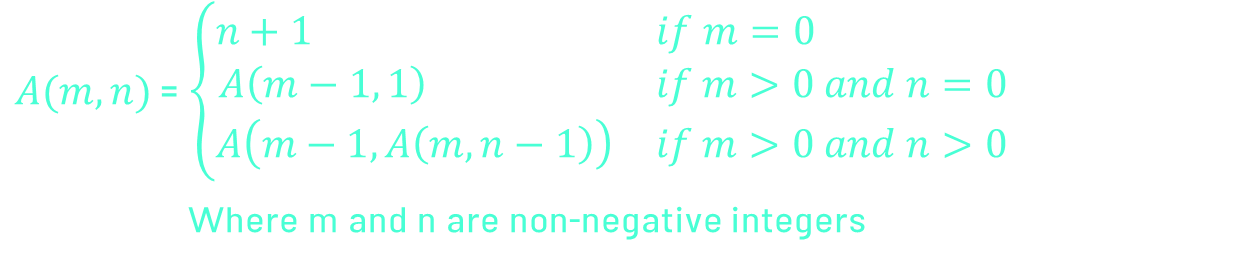 n + 1 if m = 0
A(m, n) = { A(m − 1, 1) if m > 0 and n = 0
A(m − 1, A(m, n − 1)) if m > 0 and n > 0
Where m and n are non-negative integers